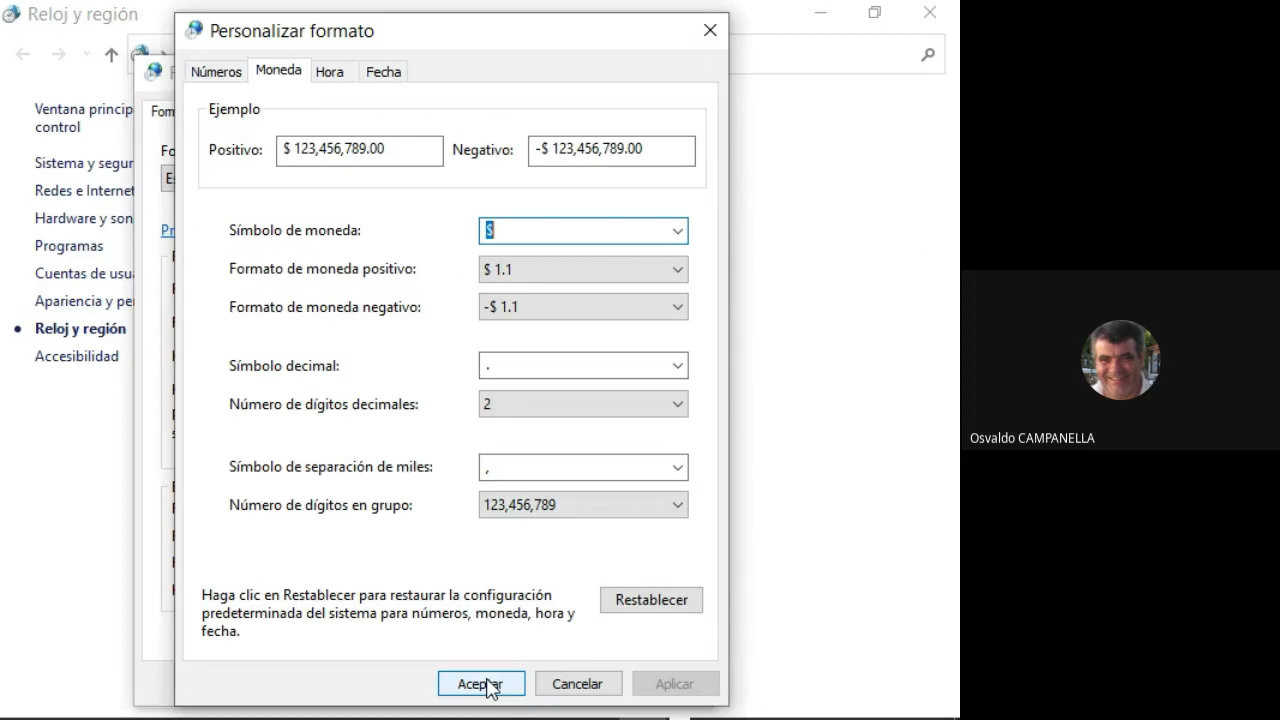 Reloj y región
Personalizar formato
Números
Moneda
Hora
Fecha
Ventana princip
control
Sistema y segur
Redes e Internet
Hardware y son
Programas
Cuentas de usua
Apariencia y pe
Reloj y región
Accesibilidad
Form
Fo
E
Pr
Ejemplo
Positivo: $ 123,456,789.00
Negativo: -$ 123,456,789.00
Símbolo de moneda: $
Formato de moneda positivo: $ 1.1
Formato de moneda negativo: -$ 1.1
Símbolo decimal: .
Número de dígitos decimales: 2
Símbolo de separación de miles: ,
Número de dígitos en grupo: 123,456,789
Haga clic en Restablecer para restaurar la configuración
predeterminada del sistema para números, moneda, hora y
fecha.
Restablecer
Aceptar
Cancelar
Aplicar
Osvaldo CAMPANELLA